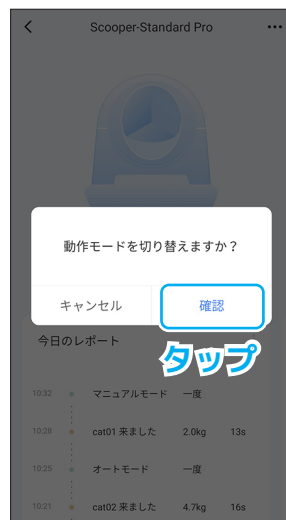 Scooper-Standard Pro
動作モードを切り替えますか？
キャンセル
確認
タップ
今日のレポート
10:32 マニュアルモード 一度
10:28 cat01 来ました 2.0kg 13s
10:25 オートモード 一度
10:21 cat02 来ました 4.7kg 16s